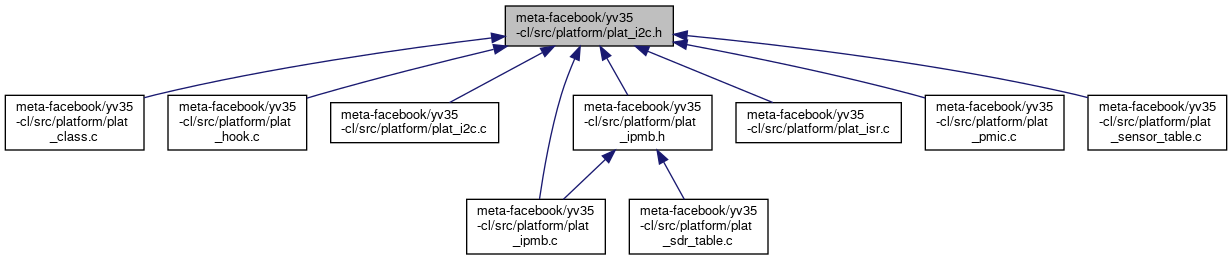 meta-facebook/yv35
-cl/src/platform/plat_i2c.h
meta-facebook/yv35
-cl/src/platform/plat
_class.c
meta-facebook/yv35
-cl/src/platform/plat
_hook.c
meta-facebook/yv35
-cl/src/platform/plat_i2c.c
meta-facebook/yv35
-cl/src/platform/plat
_ipmb.h
meta-facebook/yv35
-cl/src/platform/plat_isr.c
meta-facebook/yv35
-cl/src/platform/plat
_pmic.c
meta-facebook/yv35
-cl/src/platform/plat
_sensor_table.c
meta-facebook/yv35
-cl/src/platform/plat
_ipmb.c
meta-facebook/yv35
-cl/src/platform/plat
_sdr_table.c